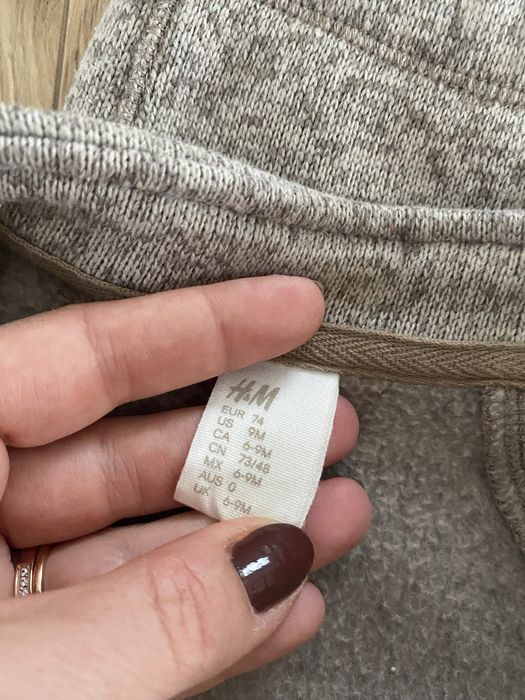 H&M
EUR 74
US 9M
CA 6-9M
CN 73/48
MX 6-9M
AUS 0
UK 6-9M